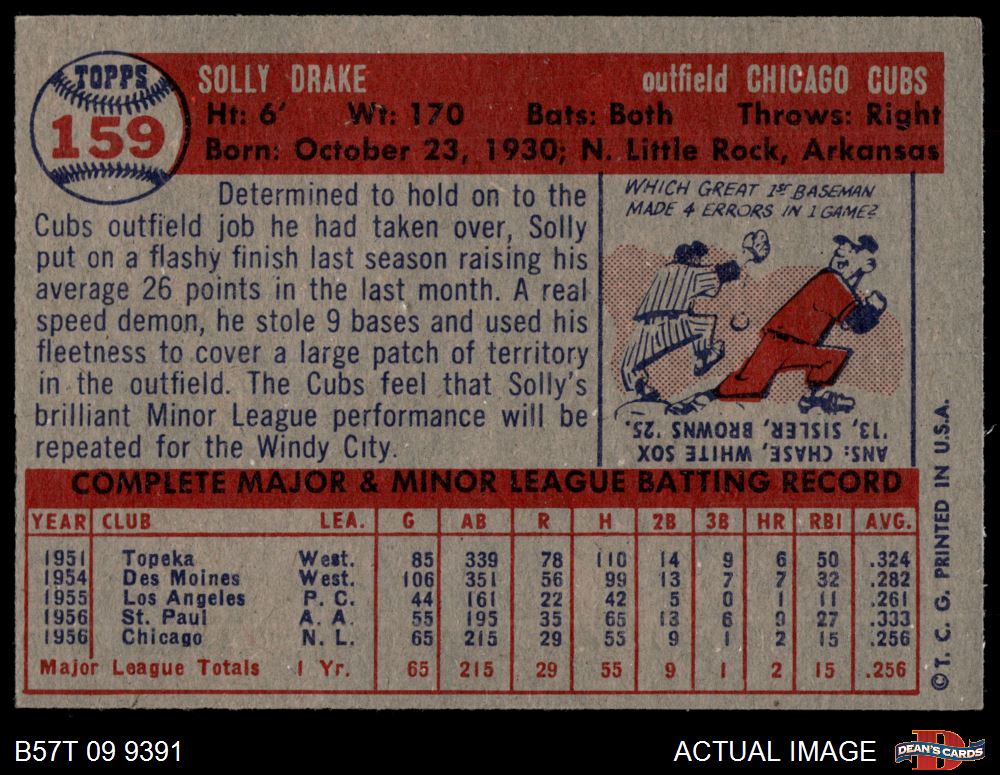 TOPPS
159
SOLLY DRAKE outfield CHICAGO CUBS
Ht: 6' Wt: 170 Bats: Both Throws: Right
Born: October 23, 1930; N. Little Rock, Arkansas
Determined to hold on to the
Cubs outfield job he had taken over, Solly
put on a flashy finish last season raising his
average 26 points in the last month. A real
speed demon, he stole 9 bases and used his
fleetness to cover a large patch of territory
in the outfield. The Cubs feel that Solly's
brilliant Minor League performance will be
repeated for the Windy City.
WHICH GREAT 1ST BASEMAN
MADE 4 ERRORS IN 1 GAME?
ANS: CHASE, WHITE SOX
'13, SISLER, BROWNS '25.
COMPLETE MAJOR & MINOR LEAGUE BATTING RECORD
YEAR CLUB LEA. G AB R H 2B 3B HR RBI AVG.
1951 Topeka West. 85 339 78 110 14 9 6 50 .324
1954 Des Moines West. 106 351 56 99 13 7 7 32 .282
1955 Los Angeles P. C. 44 161 22 42 5 0 1 11 .261
1956 St. Paul A. A. 55 195 35 65 13 6 9 27 .333
1956 Chicago N. L. 65 215 29 55 9 1 2 15 .256
Major League Totals 1 Yr. 65 215 29 55 9 1 2 15 .256
© T. C. G. PRINTED IN U.S.A.
B57T 09 9391 ACTUAL IMAGE
DEAN'S CARDS